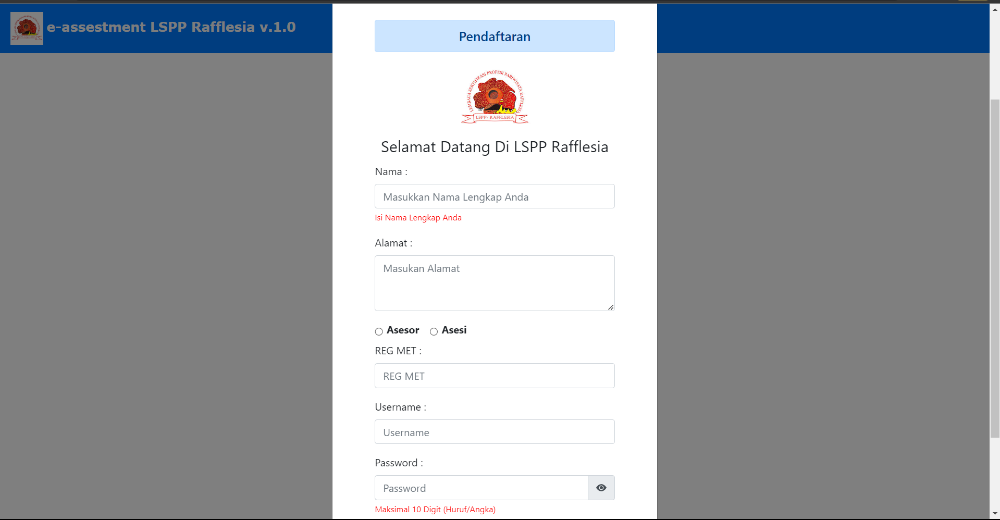 e-assestment LSPP Rafflesia v.1.0
Pendaftaran
LEMBAGA SERTIFIKASI PROFESI PARIWISATA RAFFLESIA
LSPP- RAFFLESIA
Selamat Datang Di LSPP Rafflesia
Nama :
Masukkan Nama Lengkap Anda
Isi Nama Lengkap Anda
Alamat :
Masukan Alamat
Asesor Asesi
REG MET :
REG MET
Username :
Username
Password :
Password
Maksimal 10 Digit (Huruf/Angka)